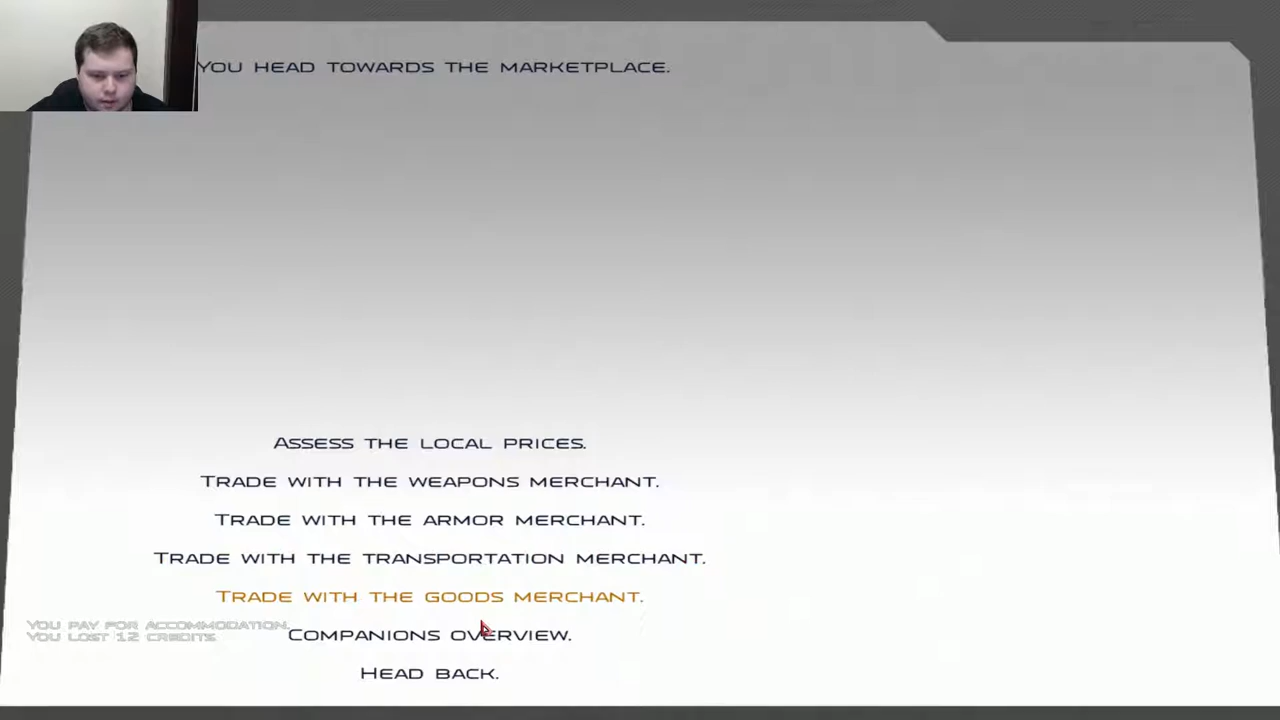 YOU HEAD TOWARDS THE MARKETPLACE.
ASSESS THE LOCAL PRICES.
TRADE WITH THE WEAPONS MERCHANT.
TRADE WITH THE ARMOR MERCHANT.
TRADE WITH THE TRANSPORTATION MERCHANT.
TRADE WITH THE GOODS MERCHANT.
YOU PAY FOR ACCOMMODATION.
YOU LOST 12 CREDITS.
COMPANIONS OVERVIEW.
HEAD BACK.